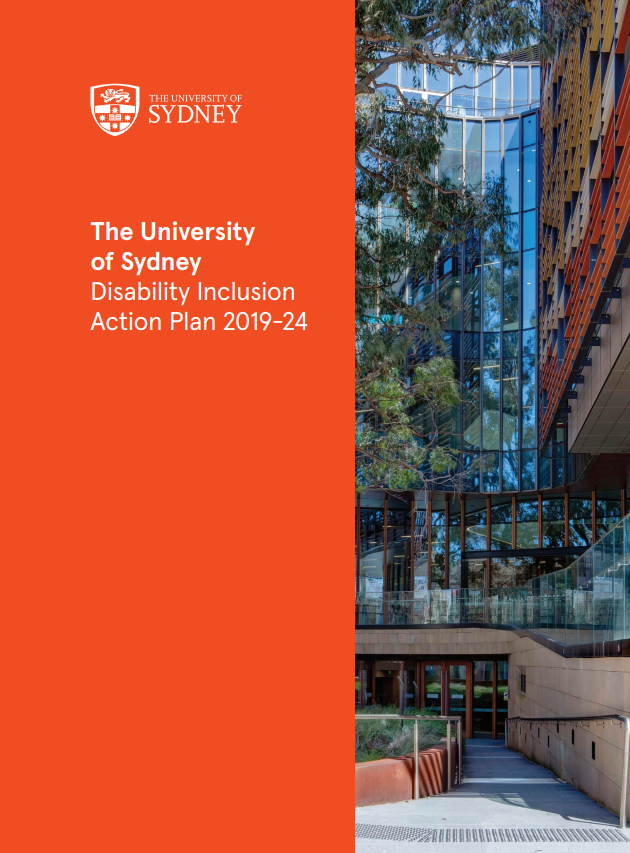 THE UNIVERSITY OF
SYDNEY
The University
of Sydney
Disability Inclusion
Action Plan 2019-24